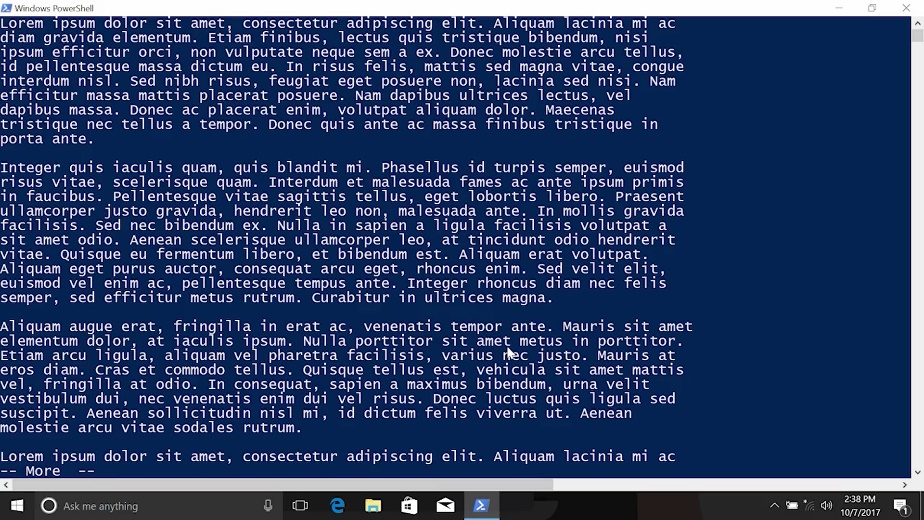 Windows PowerShell
Lorem ipsum dolor sit amet, consectetur adipiscing elit. Aliquam lacinia mi ac
diam gravida elementum. Etiam finibus, lectus quis tristique bibendum, nisi
ipsum efficitur orci, non vulputate neque sem a ex. Donec molestie arcu tellus,
id pellentesque massa dictum eu. In risus felis, mattis sed magna vitae, congue
interdum nisl. Sed nibh risus, feugiat eget posuere non, lacinia sed nisi. Nam
efficitur massa mattis placerat posuere. Nam dapibus ultrices lectus, vel
dapibus massa. Donec ac placerat enim, volutpat aliquam dolor. Maecenas
tristique nec tellus a tempor. Donec quis ante ac massa finibus tristique in
porta ante.
Integer quis iaculis quam, quis blandit mi. Phasellus id turpis semper, euismod
risus vitae, scelerisque quam. Interdum et malesuada fames ac ante ipsum primis
in faucibus. Pellentesque vitae sagittis tellus, eget lobortis libero. Praesent
ullamcorper justo gravida, hendrerit leo non, malesuada ante. In mollis gravida
facilisis. Sed nec bibendum ex. Nulla in sapien a ligula facilisis volutpat a
sit amet odio. Aenean scelerisque ullamcorper leo, at tincidunt odio hendrerit
vitae. Quisque eu fermentum libero, et bibendum est. Aliquam erat volutpat.
Aliquam eget purus auctor, consequat arcu eget, rhoncus enim. Sed velit elit,
euismod vel enim ac, pellentesque tempus ante. Integer rhoncus diam nec felis
semper, sed efficitur metus rutrum. Curabitur in ultrices magna.
Aliquam augue erat, fringilla in erat ac, venenatis tempor ante. Mauris sit amet
elementum dolor, at iaculis ipsum. Nulla porttitor sit amet metus in porttitor.
Etiam arcu ligula, aliquam vel pharetra facilisis, varius nec justo. Mauris at
eros diam. Cras et commodo tellus. Quisque tellus est, vehicula sit amet mattis
vel, fringilla at odio. In consequat, sapien a maximus bibendum, urna velit
vestibulum dui, nec venenatis enim dui vel risus. Donec luctus quis ligula sed
suscipit. Aenean sollicitudin nisl mi, id dictum felis viverra ut. Aenean
molestie arcu vitae sodales rutrum.
Lorem ipsum dolor sit amet, consectetur adipiscing elit. Aliquam lacinia mi ac
-- More  --
Ask me anything
2:38 PM
10/7/2017
1